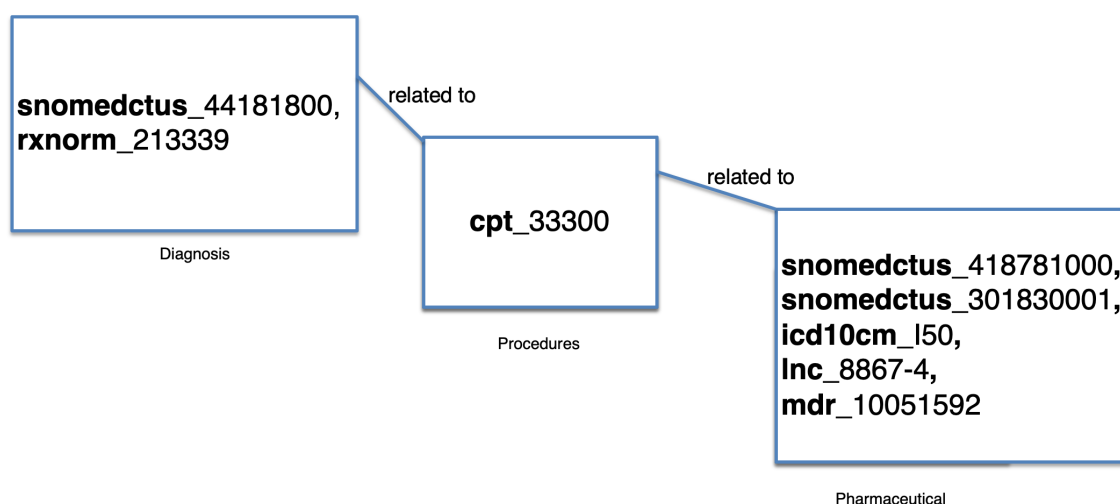 snomedctus_44181800,
rxnorm_213339
Diagnosis
related to
cpt_33300
Procedures
related to
snomedctus_418781000,
snomedctus_301830001,
icd10cm_I50,
lnc_8867-4,
mdr_10051592
Pharmaceutical